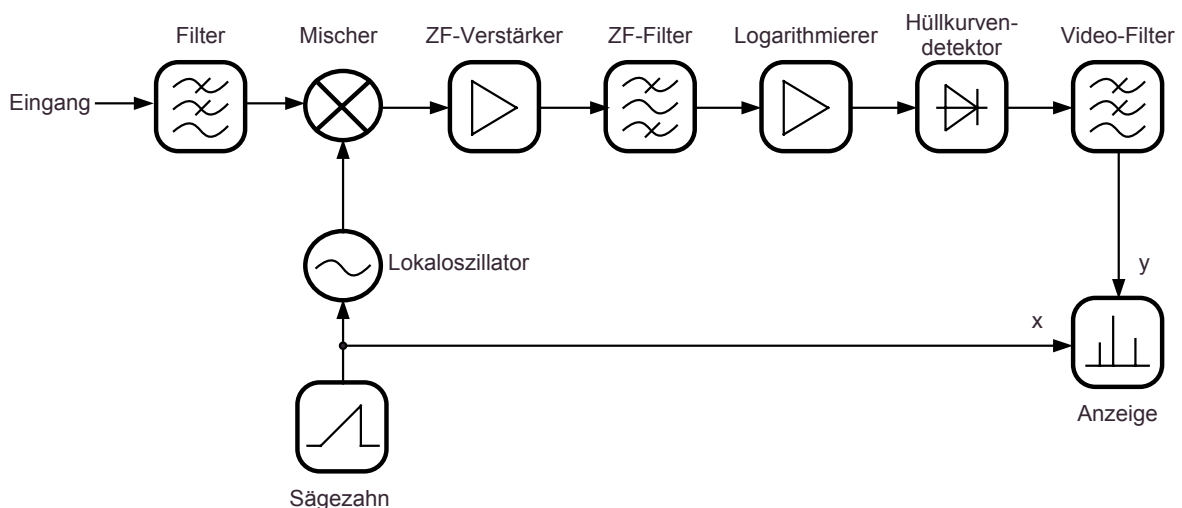 Filter
Mischer
ZF-Verstärker
ZF-Filter
Logarithmierer
Hüllkurven-
detektor
Video-Filter
Eingang
Lokaloszillator
y
x
Anzeige
Sägezahn